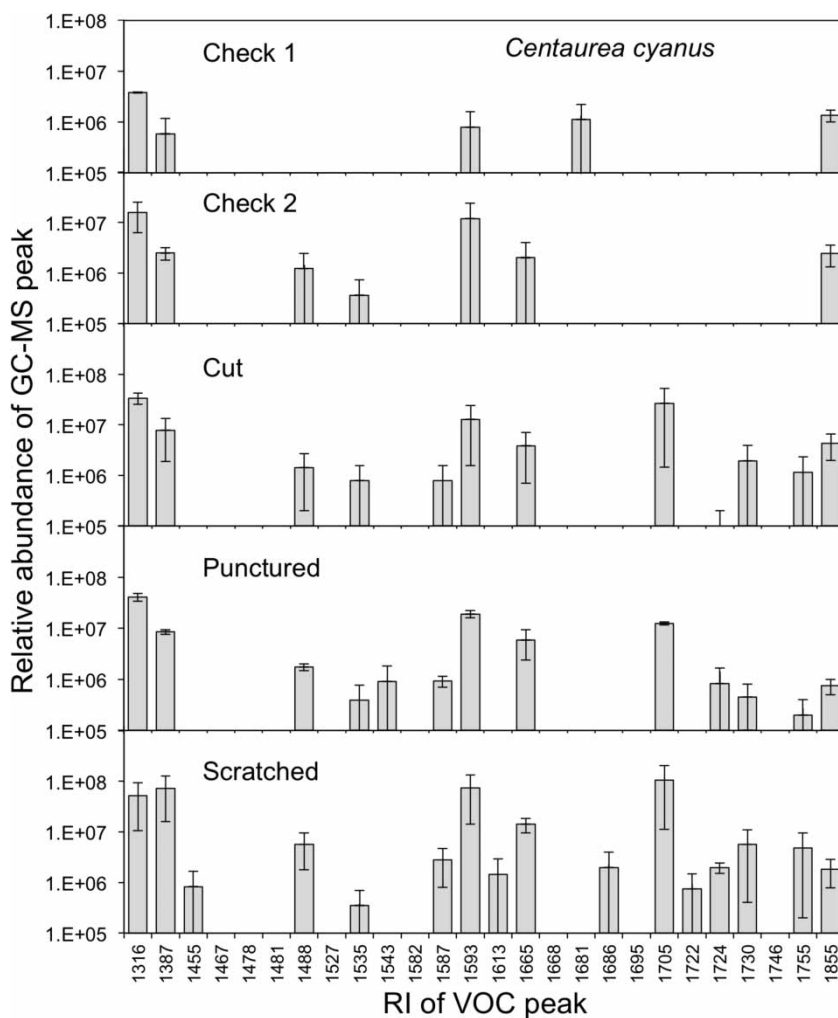 Relative abundance of GC-MS peak
Check 1
Centaurea cyanus
1.E+08
1.E+07
1.E+06
1.E+05
Check 2
1.E+07
1.E+06
1.E+05
Cut
1.E+08
1.E+07
1.E+06
1.E+05
Punctured
1.E+08
1.E+07
1.E+06
1.E+05
Scratched
1.E+08
1.E+07
1.E+06
1.E+05
1316 1387 1455 1467 1478 1481 1488 1527 1535 1543 1582 1587 1593 1613 1665 1668 1681 1686 1695 1705 1722 1724 1730 1746 1755 1855
RI of VOC peak